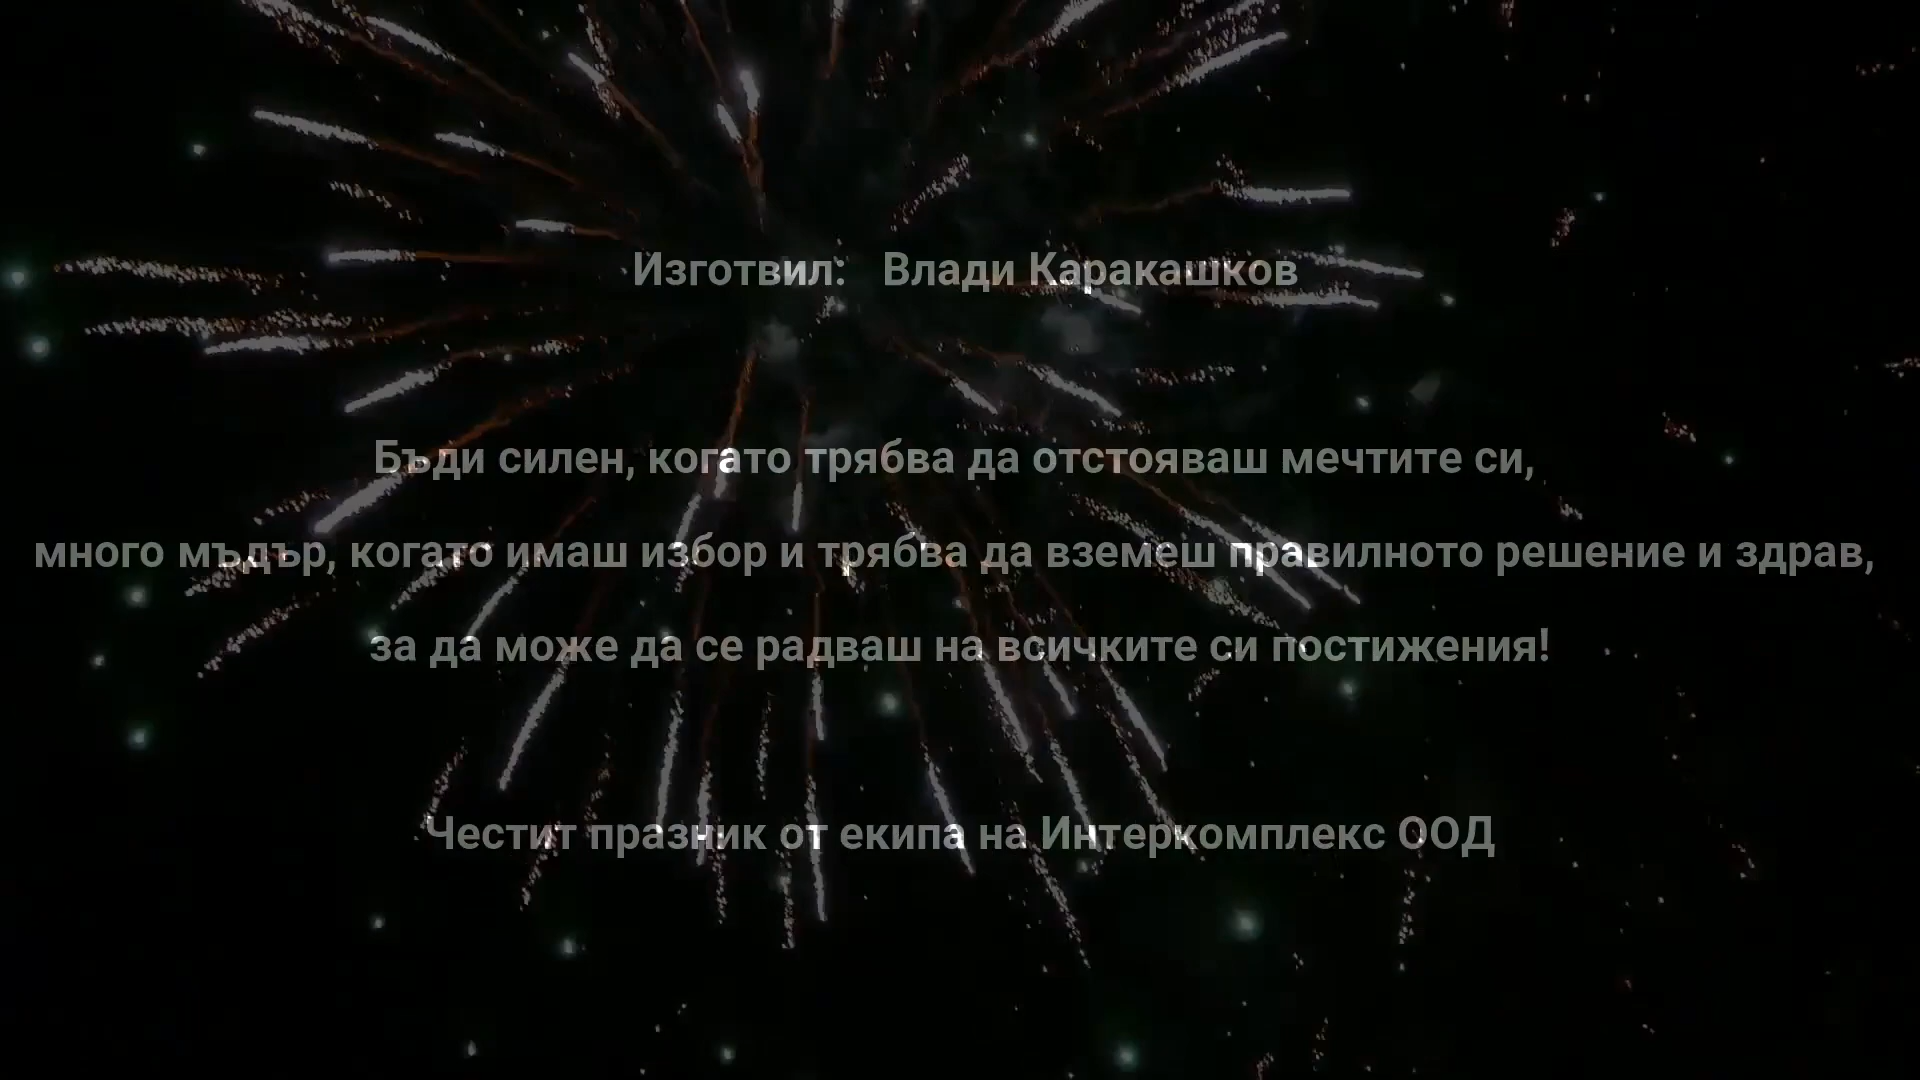 Изготвил: Влади Каракашков
Бъди силен, когато трябва да отстояваш мечтите си,
много мъдър, когато имаш избор и трябва да вземеш правилното решение и здрав,
за да може да се радваш на всичките си постижения!
Честит празник от екипа на Интеркомплекс ООД